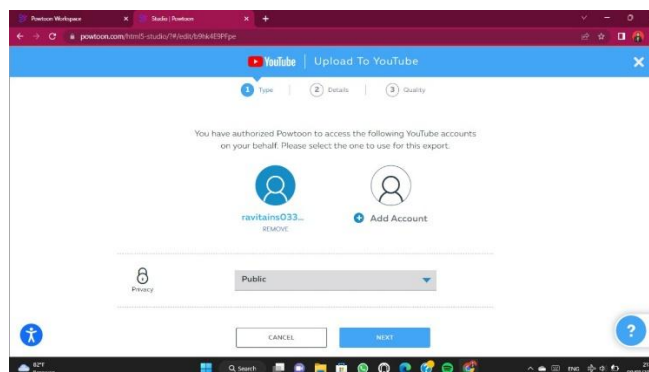 Powtoon Workspace
Studio | Powtoon
powtoon.com/html5-studio/?#/edit/b9hk4E9PFpe
YouTube | Upload To YouTube
1 Type 2 Details 3 Quality
You have authorized Powtoon to access the following YouTube accounts
on your behalf. Please select the one to use for this export.
ravitains033...
REMOVE
Add Account
Privacy
Public
CANCEL
NEXT
?
82°F
Search
ENG